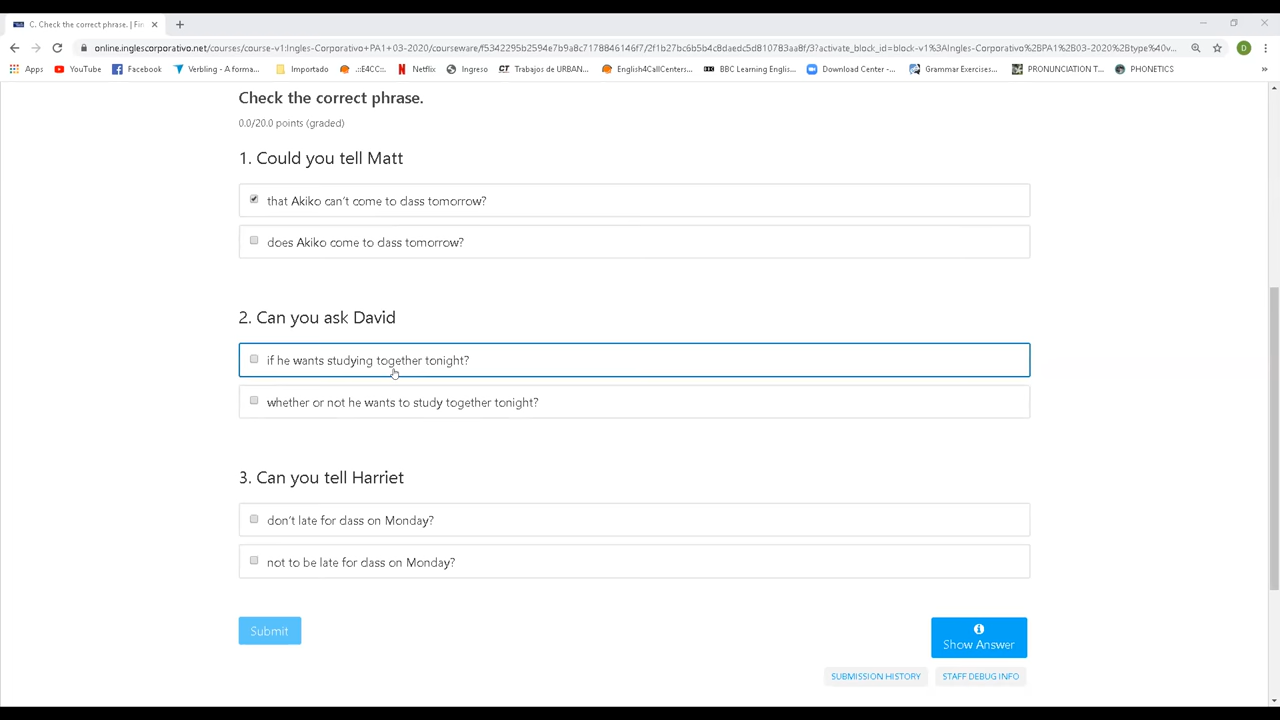 C. Check the correct phrase. | Fin
online.inglescorporativo.net/courses/course-v1:Ingles-Corporativo+PA1+03-2020/courseware/f5342295b2594e7b9a8c7178846146f7/2f1b27bc6b5b4c8daedc5d810783aa8f/3?activate_block_id=block-v1%3AIngles-Corporativo%2BPA1%2B03-2020%2Btype%40v...
D
Apps YouTube Facebook Verbling - A forma... Importado .::E4CC::. Netflix Ingreso Trabajos de URBAN... English4CallCenters... BBC Learning Englis... Download Center -... Grammar Exercises... PRONUNCIATION T... PHONETICS »
Check the correct phrase.
0.0/20.0 points (graded)
1. Could you tell Matt
that Akiko can't come to class tomorrow?
does Akiko come to class tomorrow?
2. Can you ask David
if he wants studying together tonight?
whether or not he wants to study together tonight?
3. Can you tell Harriet
don't late for class on Monday?
not to be late for class on Monday?
Submit
Show Answer
SUBMISSION HISTORY STAFF DEBUG INFO